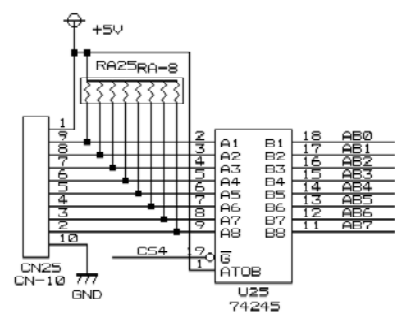 +5V
RA25 RA-8
1
9 2 A1 B1 18 AB0
8 3 A2 B2 17 AB1
7 4 A3 B3 16 AB2
6 5 A4 B4 15 AB3
5 6 A5 B5 14 AB4
4 7 A6 B6 13 AB5
3 8 A7 B7 12 AB6
2 9 A8 B8 11 AB7
10
CS4 19 G
1 ATOB
CN25
CN-10
GND
U25
74245